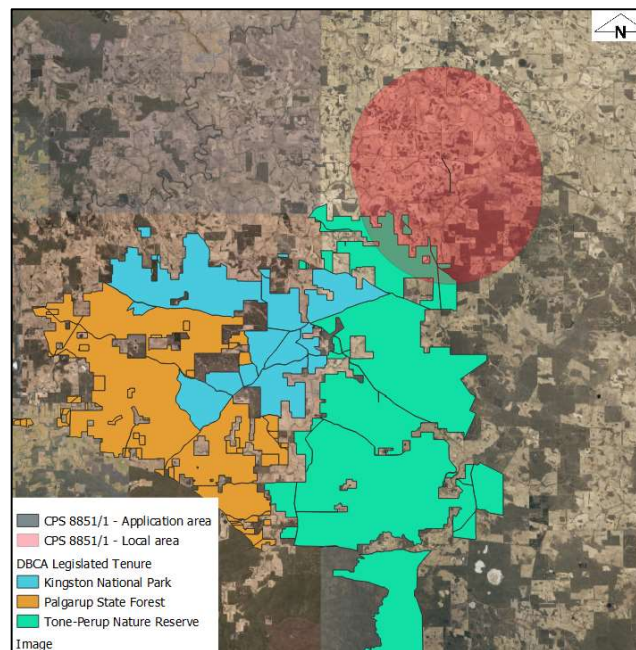 N
CPS 8851/1 - Application area
CPS 8851/1 - Local area
DBCA Legislated Tenure
Kingston National Park
Palgarup State Forest
Tone-Perup Nature Reserve
Image